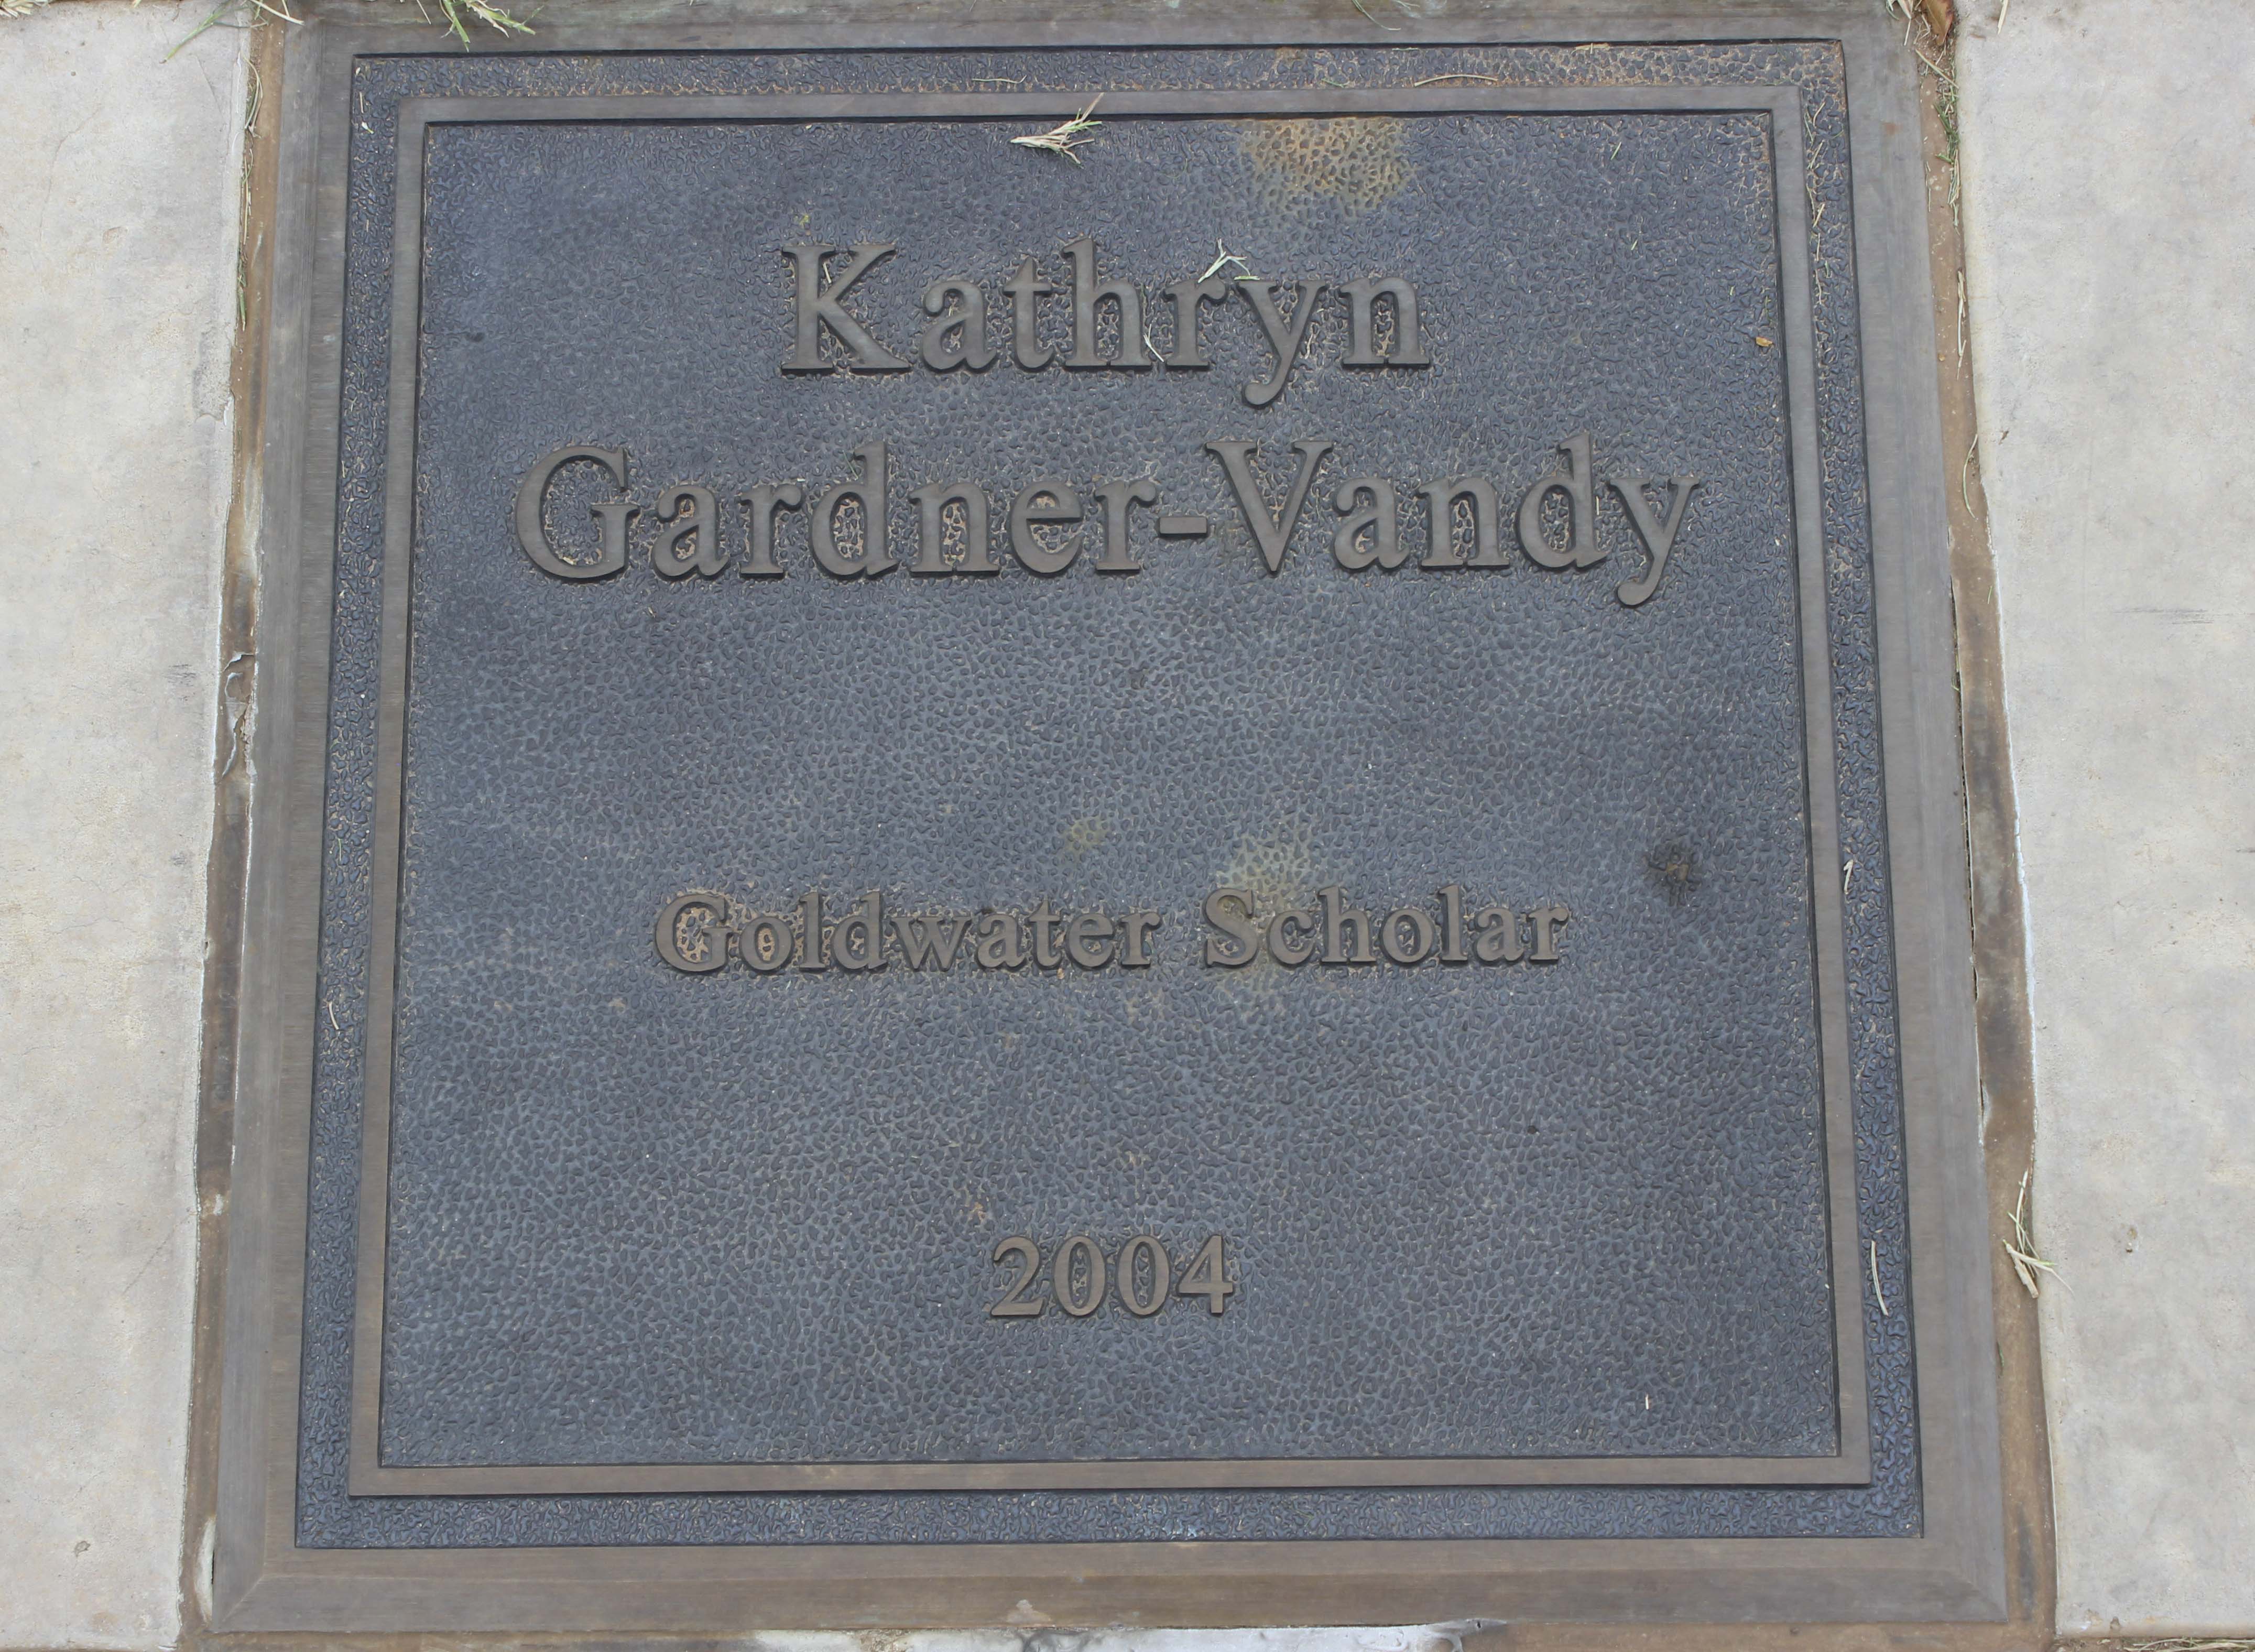 Kathryn
Gardner-Vandy
Goldwater Scholar
2004